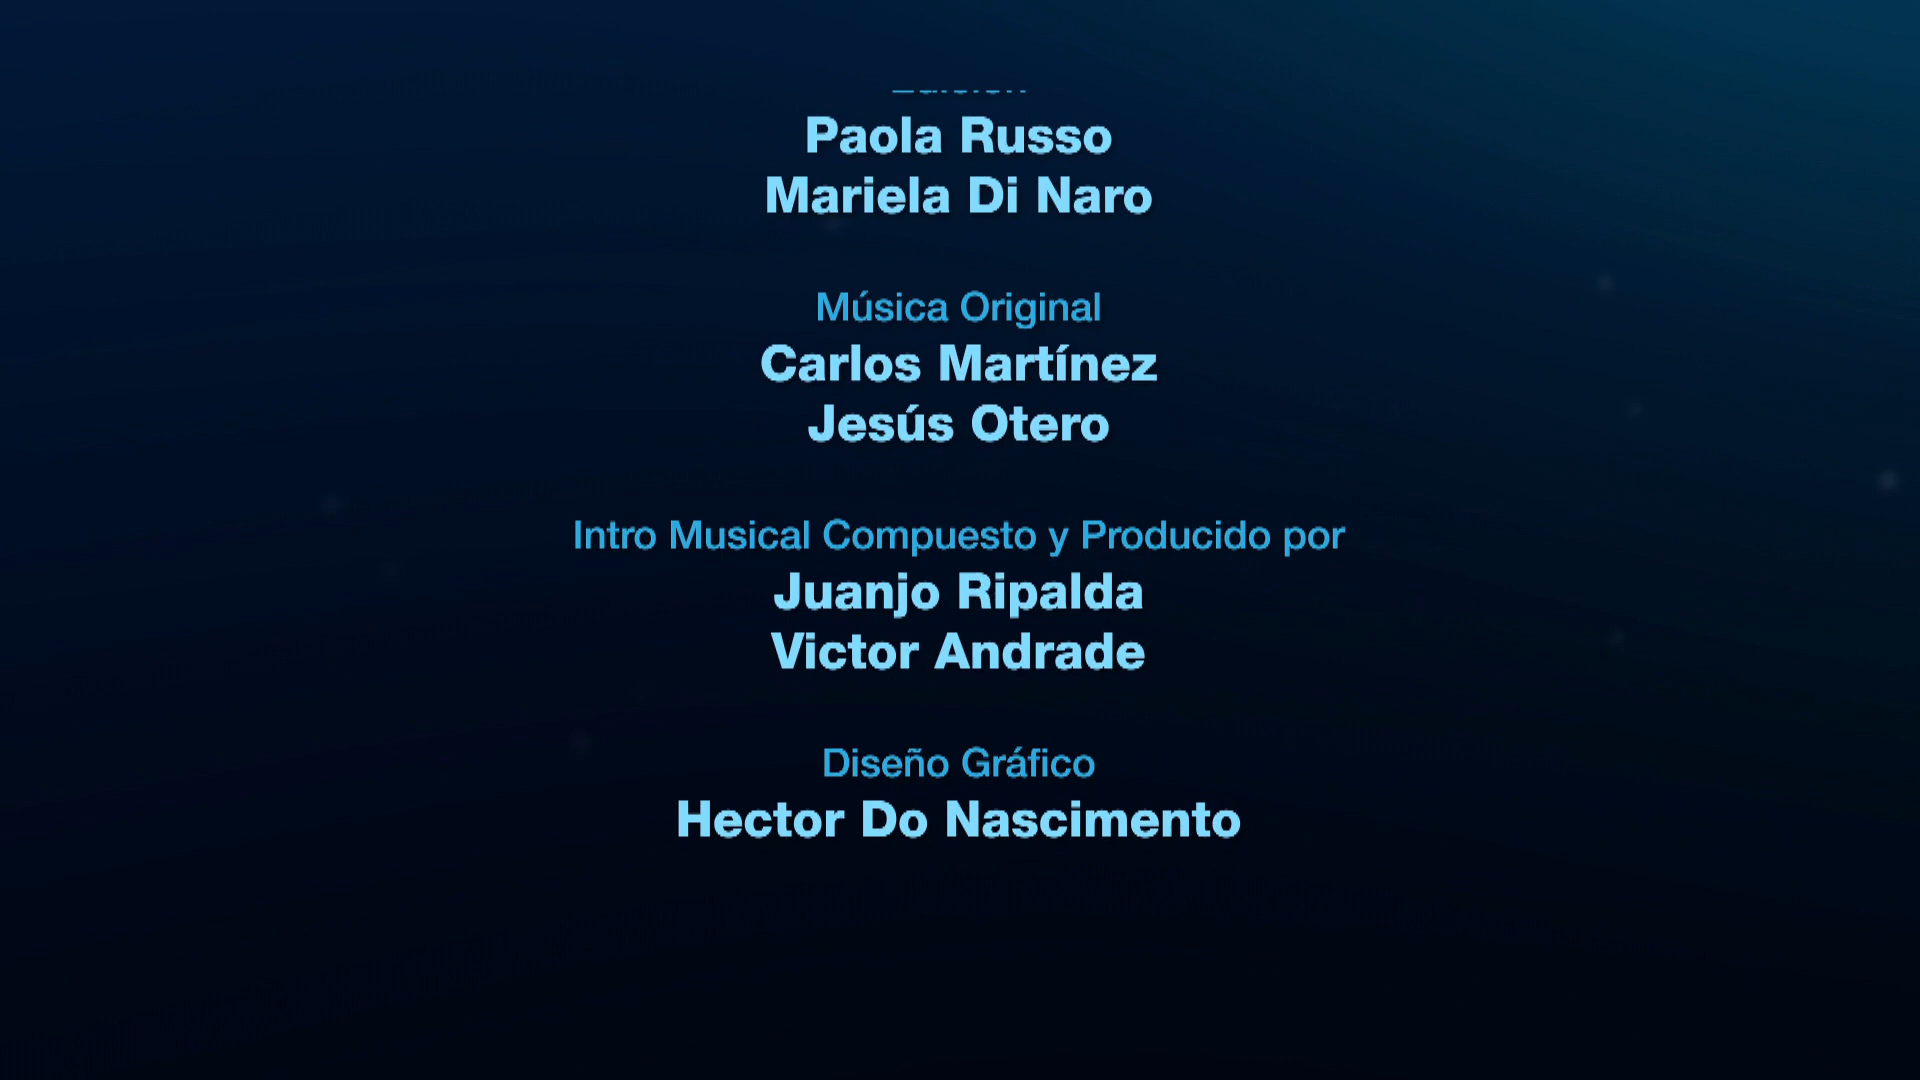 Paola Russo
Mariela Di Naro
Música Original
Carlos Martínez
Jesús Otero
Intro Musical Compuesto y Producido por
Juanjo Ripalda
Victor Andrade
Diseño Gráfico
Hector Do Nascimento